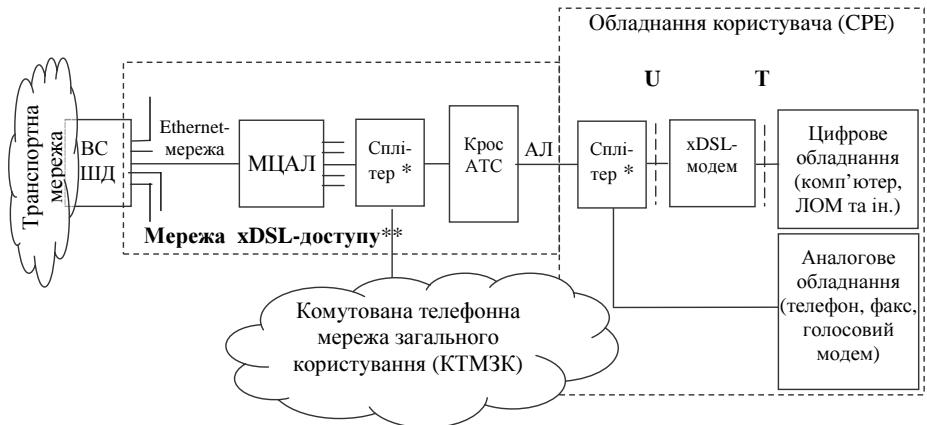 Обладнання користувача (CPE)
U
T
Транспортна
мережа
ВС
ШД
Ethernet-
мережа
МЦАЛ
Сплі-
тер *
Крос
АТС
АЛ
Сплі-
тер *
xDSL-
модем
Цифрове
обладнання
(комп’ютер,
ЛОМ та ін.)
Мережа xDSL-доступу**
Аналогове
обладнання
(телефон, факс,
голосовий
модем)
Комутована телефонна
мережа загального
користування (КТМЗК)